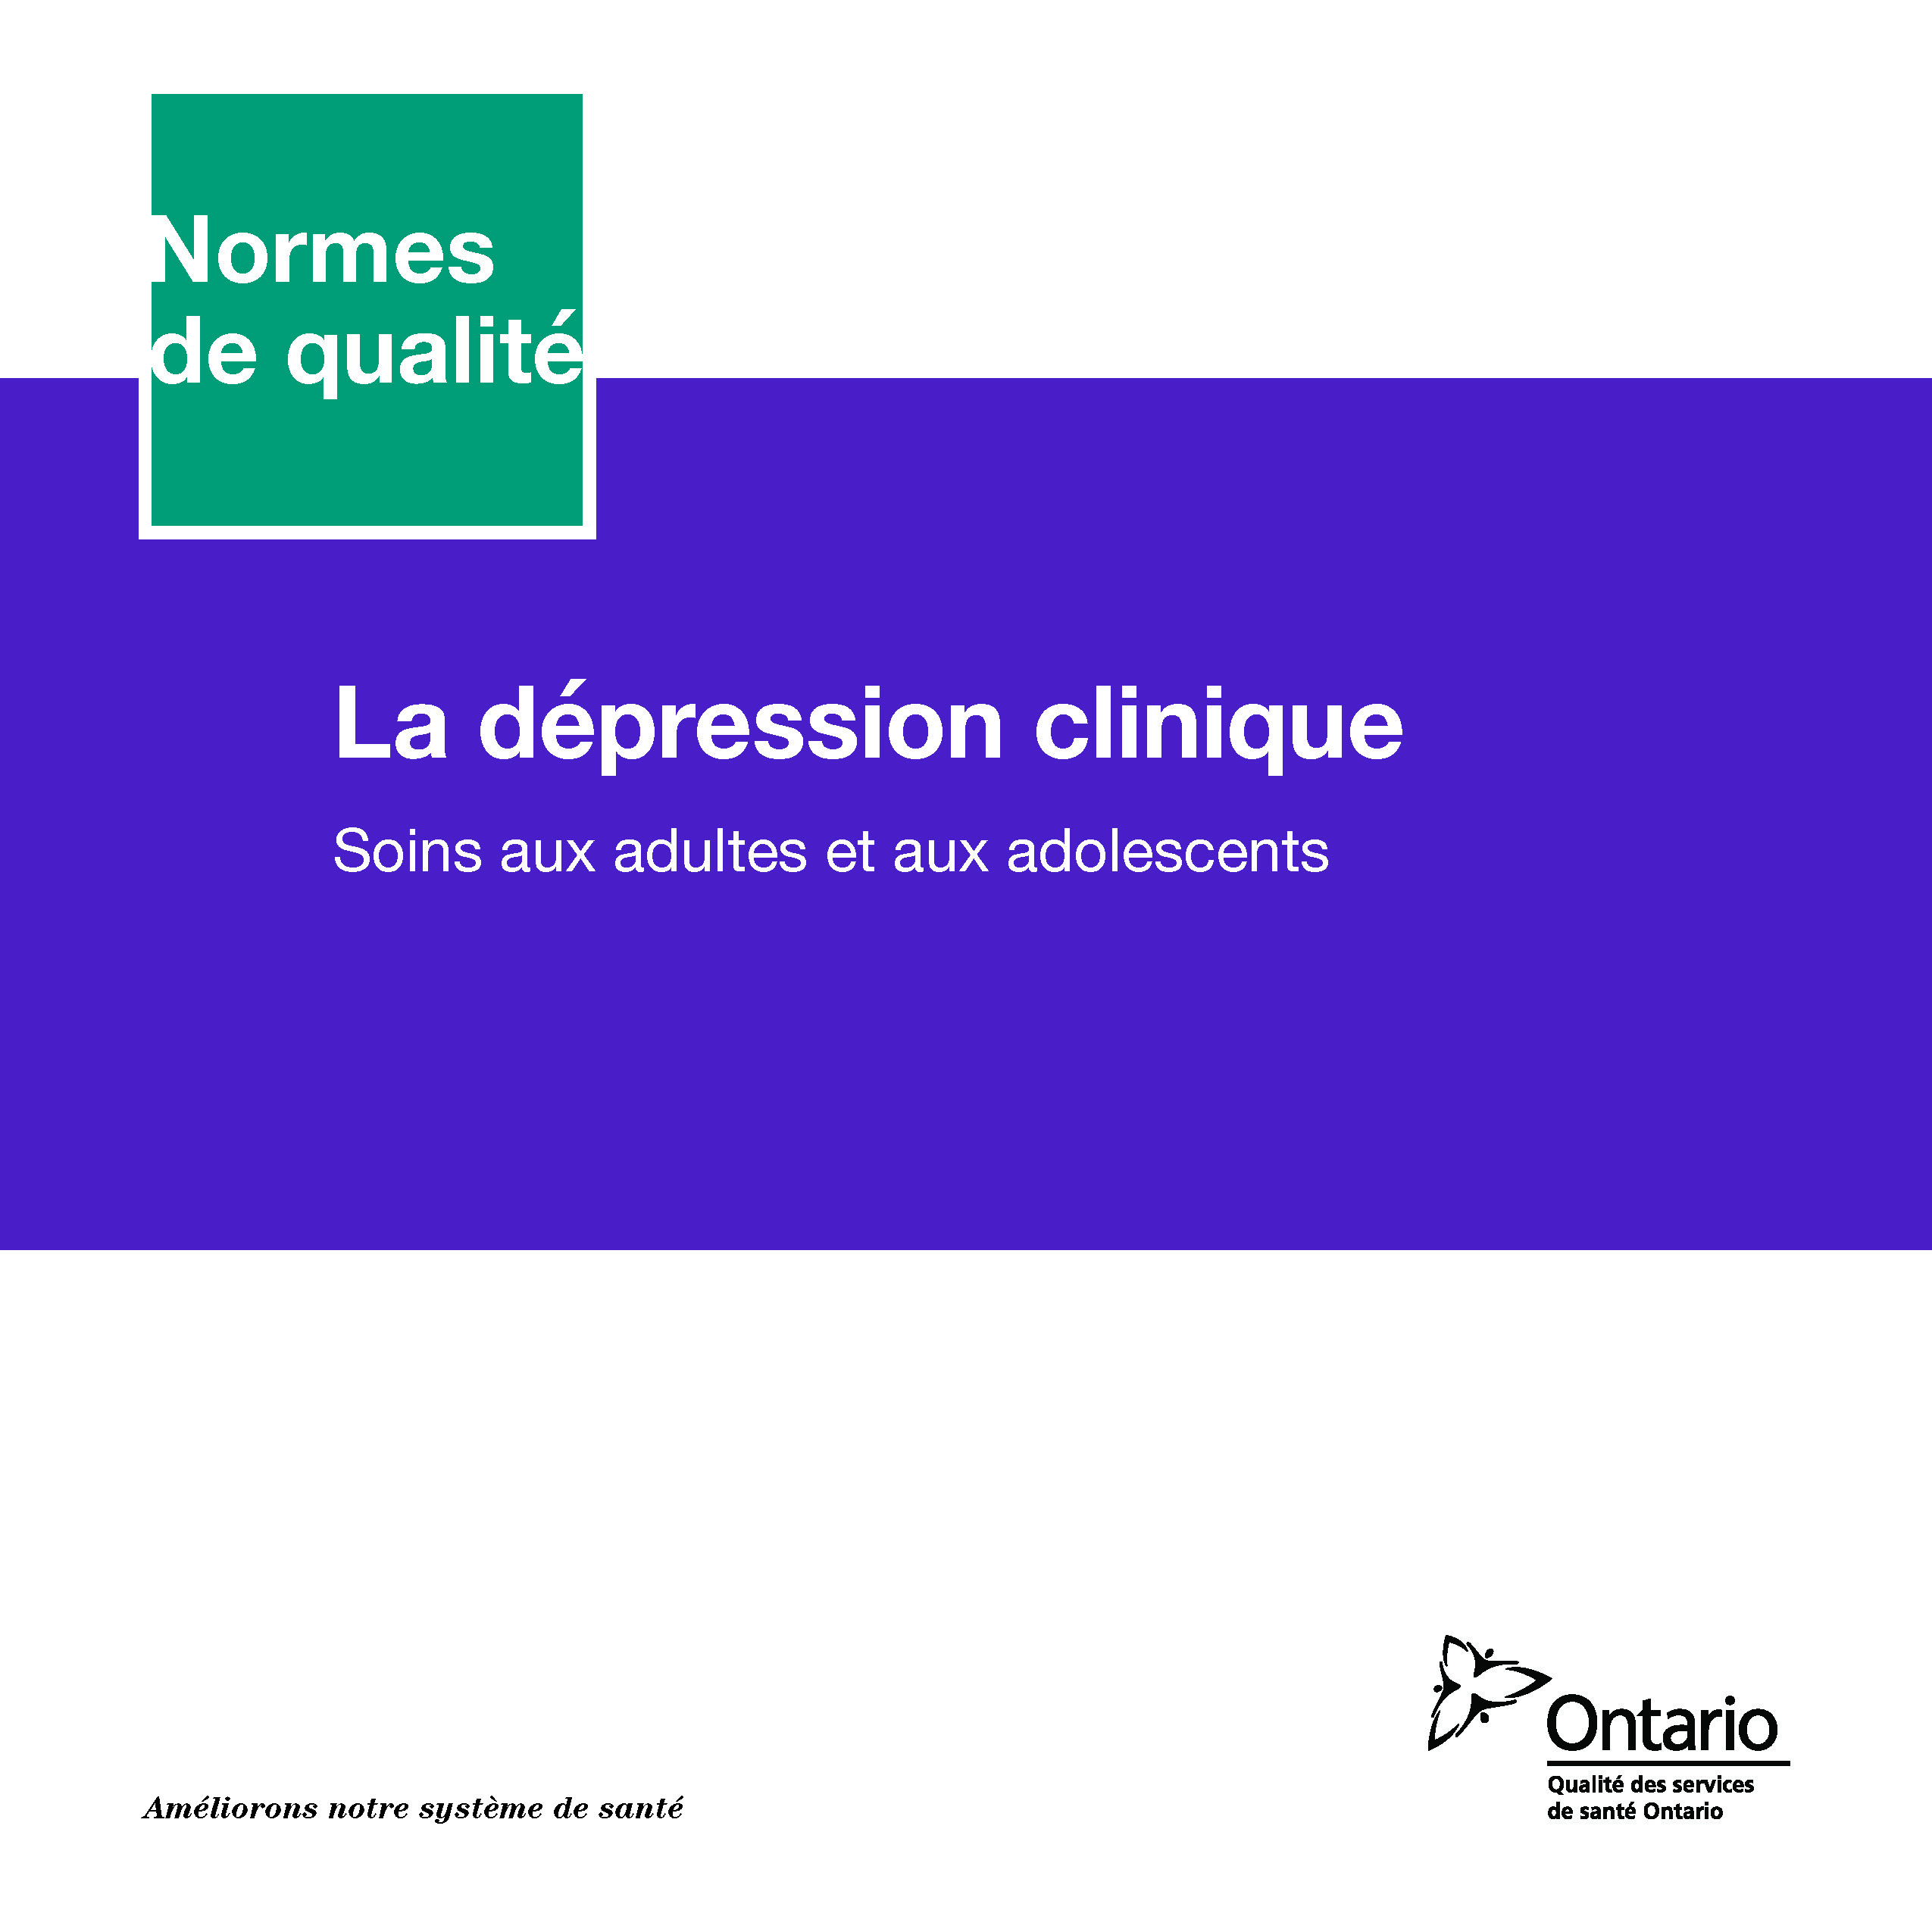 Normes
de qualité
La dépression clinique
Soins aux adultes et aux adolescents
Améliorons notre système de santé
Ontario
Qualité des services
de santé Ontario